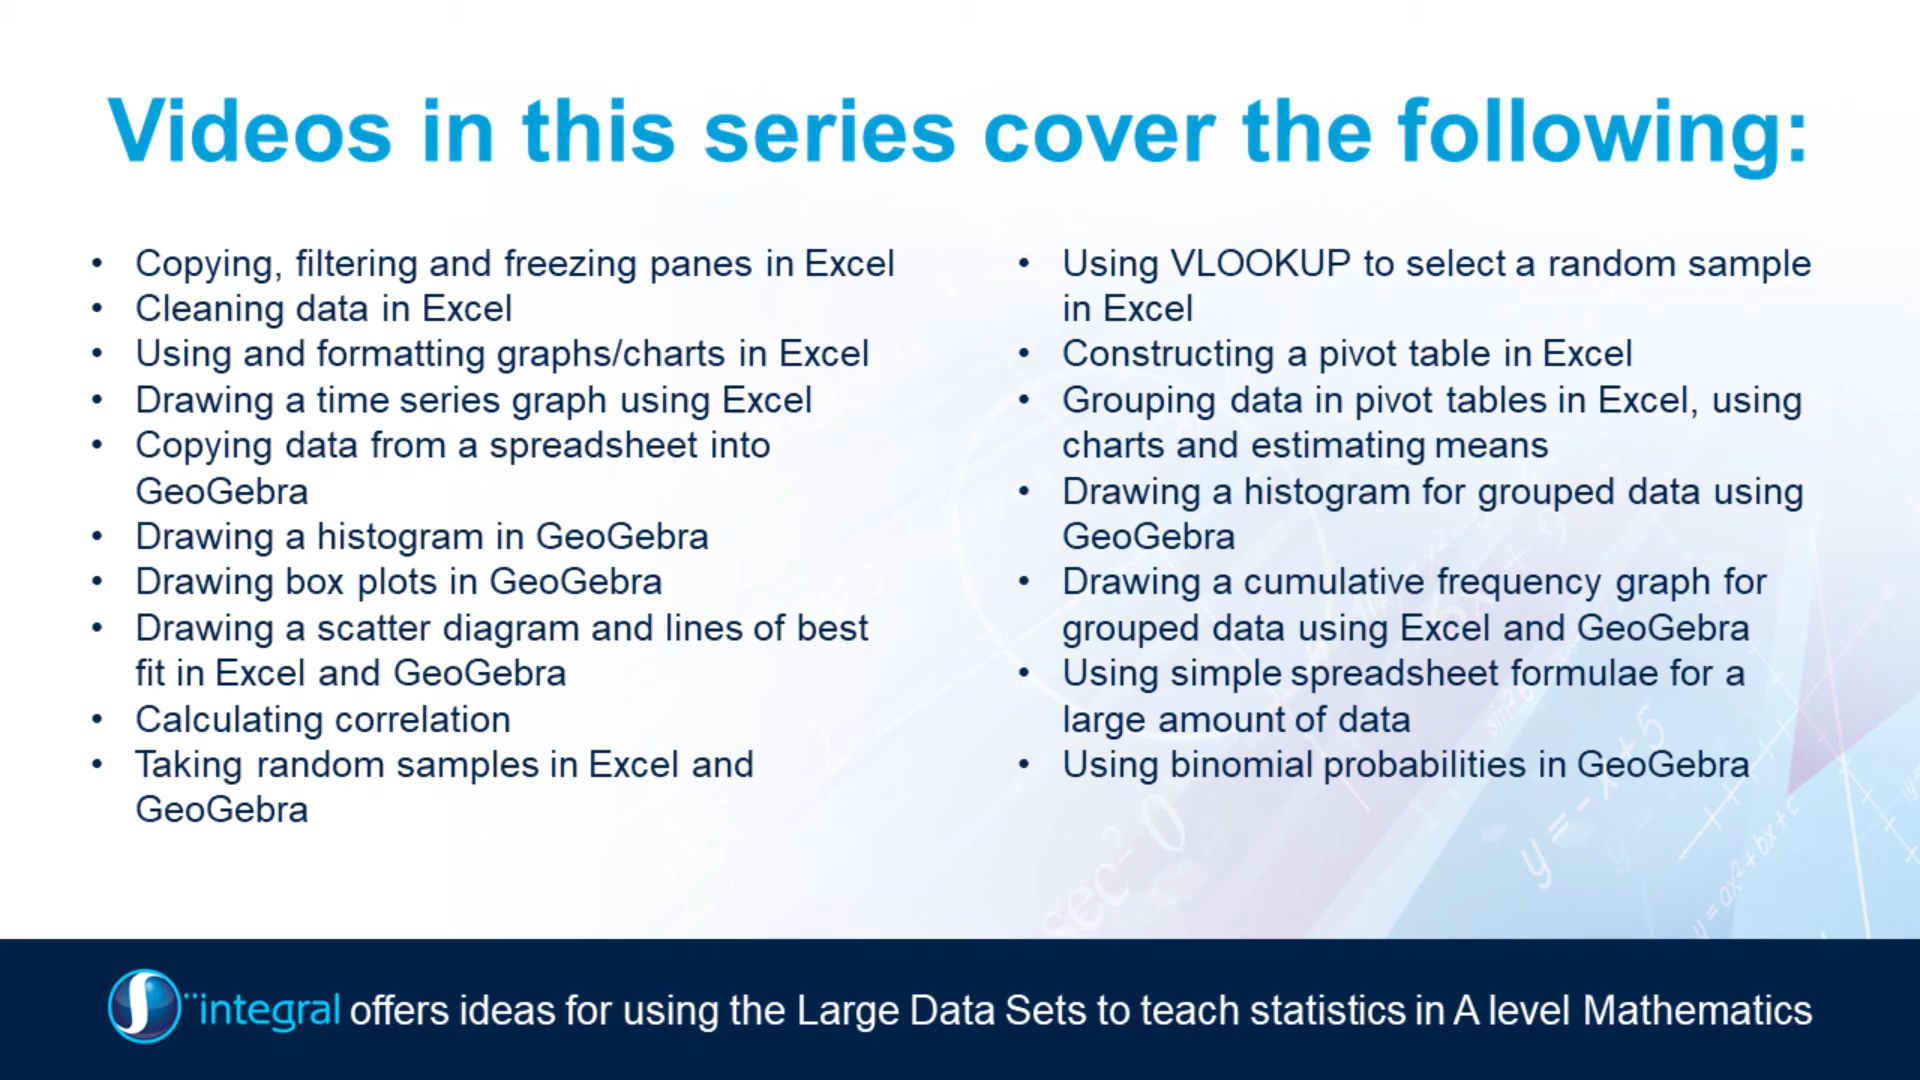 Videos in this series cover the following:
• Copying, filtering and freezing panes in Excel
• Cleaning data in Excel
• Using and formatting graphs/charts in Excel
• Drawing a time series graph using Excel
• Copying data from a spreadsheet into
GeoGebra
• Drawing a histogram in GeoGebra
• Drawing box plots in GeoGebra
• Drawing a scatter diagram and lines of best
fit in Excel and GeoGebra
• Calculating correlation
• Taking random samples in Excel and
GeoGebra
• Using VLOOKUP to select a random sample
in Excel
• Constructing a pivot table in Excel
• Grouping data in pivot tables in Excel, using
charts and estimating means
• Drawing a histogram for grouped data using
GeoGebra
• Drawing a cumulative frequency graph for
grouped data using Excel and GeoGebra
• Using simple spreadsheet formulae for a
large amount of data
• Using binomial probabilities in GeoGebra
sec² θ
y = -x + 5
y = ax² + bx + c
integral offers ideas for using the Large Data Sets to teach statistics in A level Mathematics